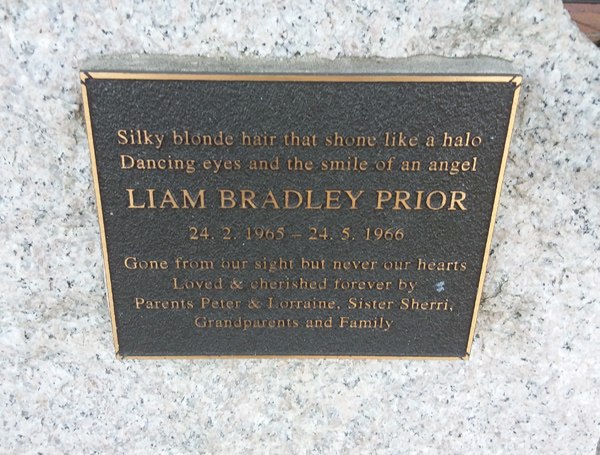 Silky blonde hair that shone like a halo
Dancing eyes and the smile of an angel
LIAM BRADLEY PRIOR
24. 2. 1965 – 24. 5. 1966
Gone from our sight but never our hearts
Loved & cherished forever by
Parents Peter & Lorraine, Sister Sherri,
Grandparents and Family